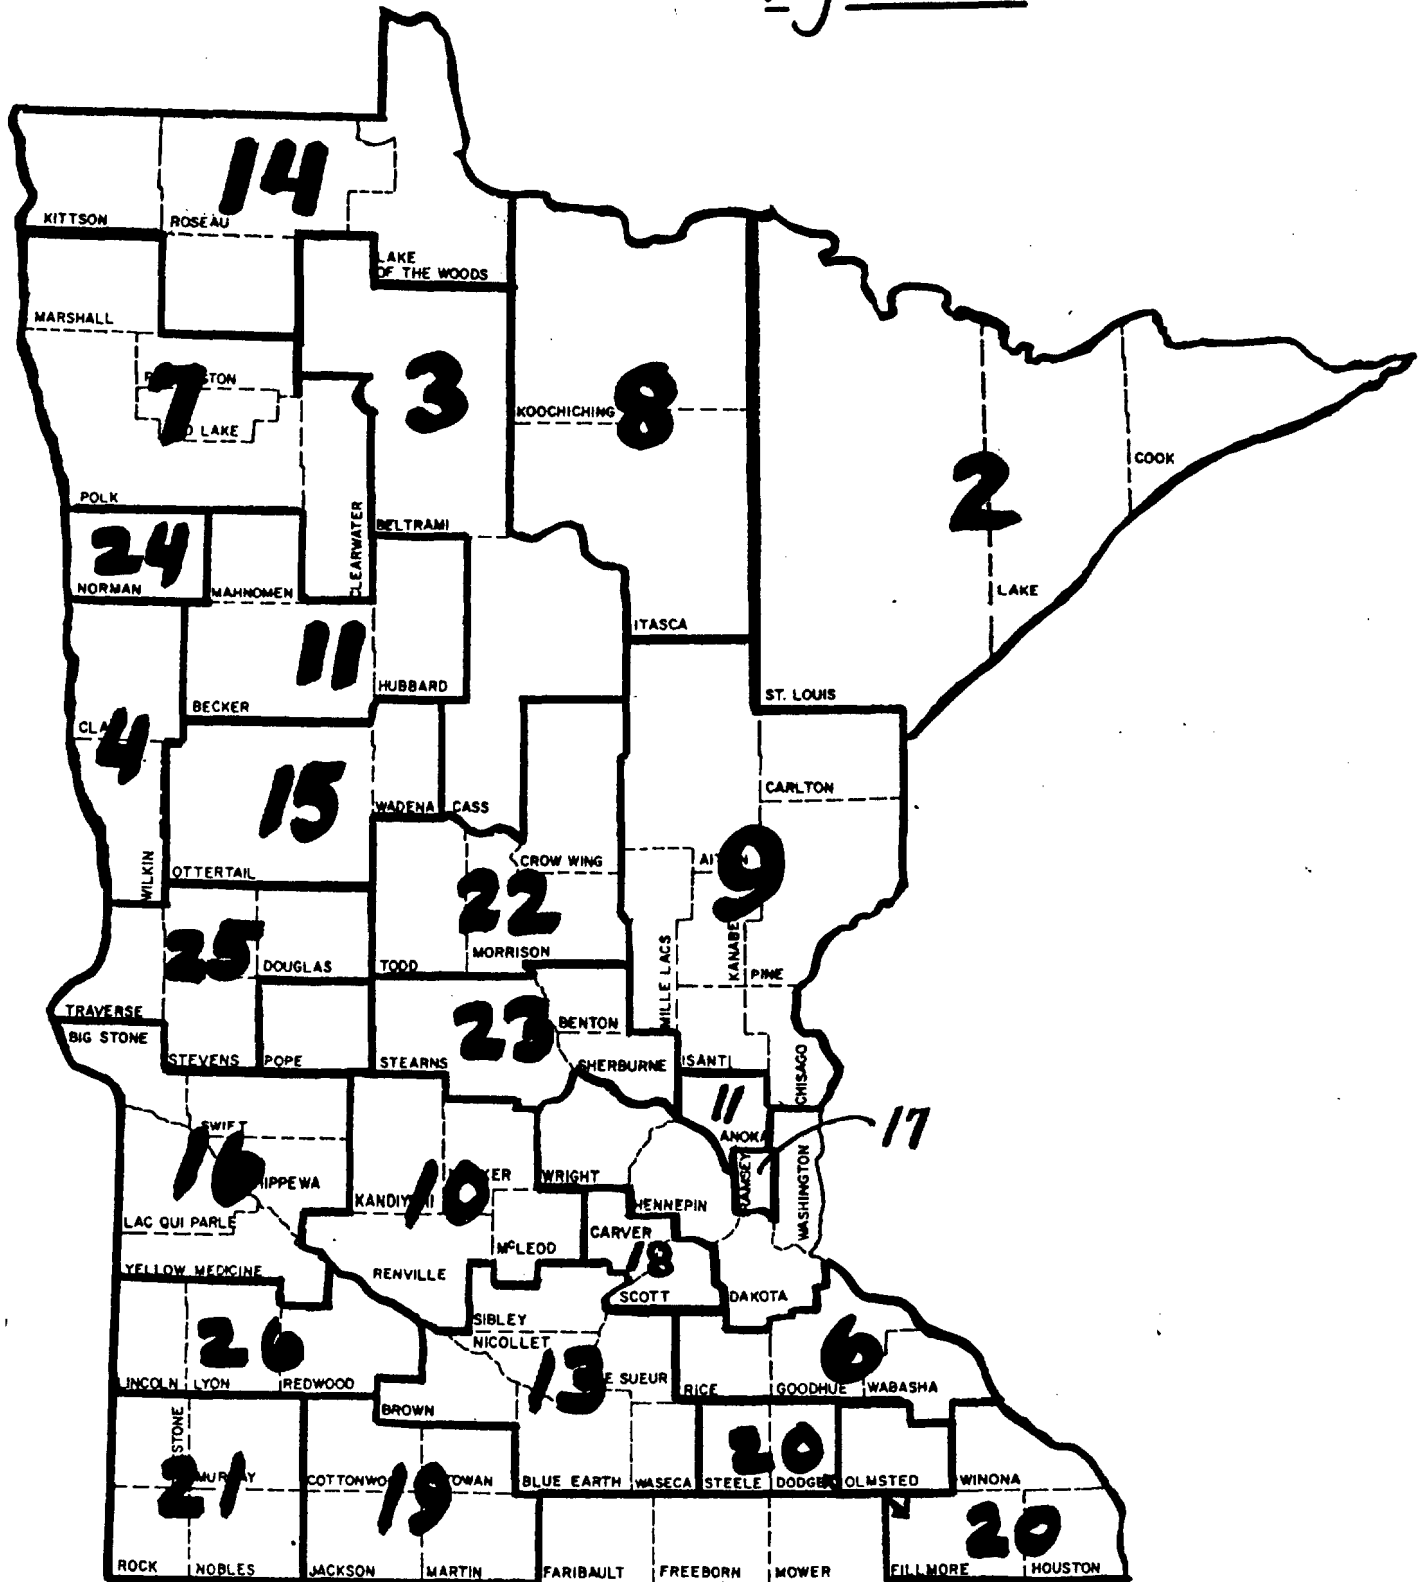 14
KITTSON
ROSEAU
LAKE
OF THE WOODS
MARSHALL
7
3
8
KOOCHICHING
2
COOK
POLK
CLEARWATER
BELTRAMI
24
NORMAN
MAHNOMEN
LAKE
ITASCA
11
HUBBARD
BECKER
ST. LOUIS
4
15
WADENA
CASS
CARLTON
WILKIN
OTTERTAIL
CROW WING
9
22
25
DOUGLAS
TODD
MORRISON
MILLE LACS
PINE
TRAVERSE
BIG STONE
23
BENTON
STEVENS
POPE
STEARNS
SHERBURNE
ISANTI
CHISAGO
11
ANOKA
17
SWIFT
16
10
WRIGHT
RAMSEY
WASHINGTON
HENNEPIN
LAC QUI PARLE
CARVER
McLEOD
18
YELLOW MEDICINE
RENVILLE
SCOTT
DAKOTA
SIBLEY
NICOLLET
26
13
6
LINCOLN
LYON
REDWOOD
RICE
GOODHUE
WABASHA
BROWN
21
19
20
BLUE EARTH
WASECA
STEELE
DODGE
OLMSTED
WINONA
20
ROCK
NOBLES
JACKSON
MARTIN
FARIBAULT
FREEBORN
MOWER
FILLMORE
HOUSTON